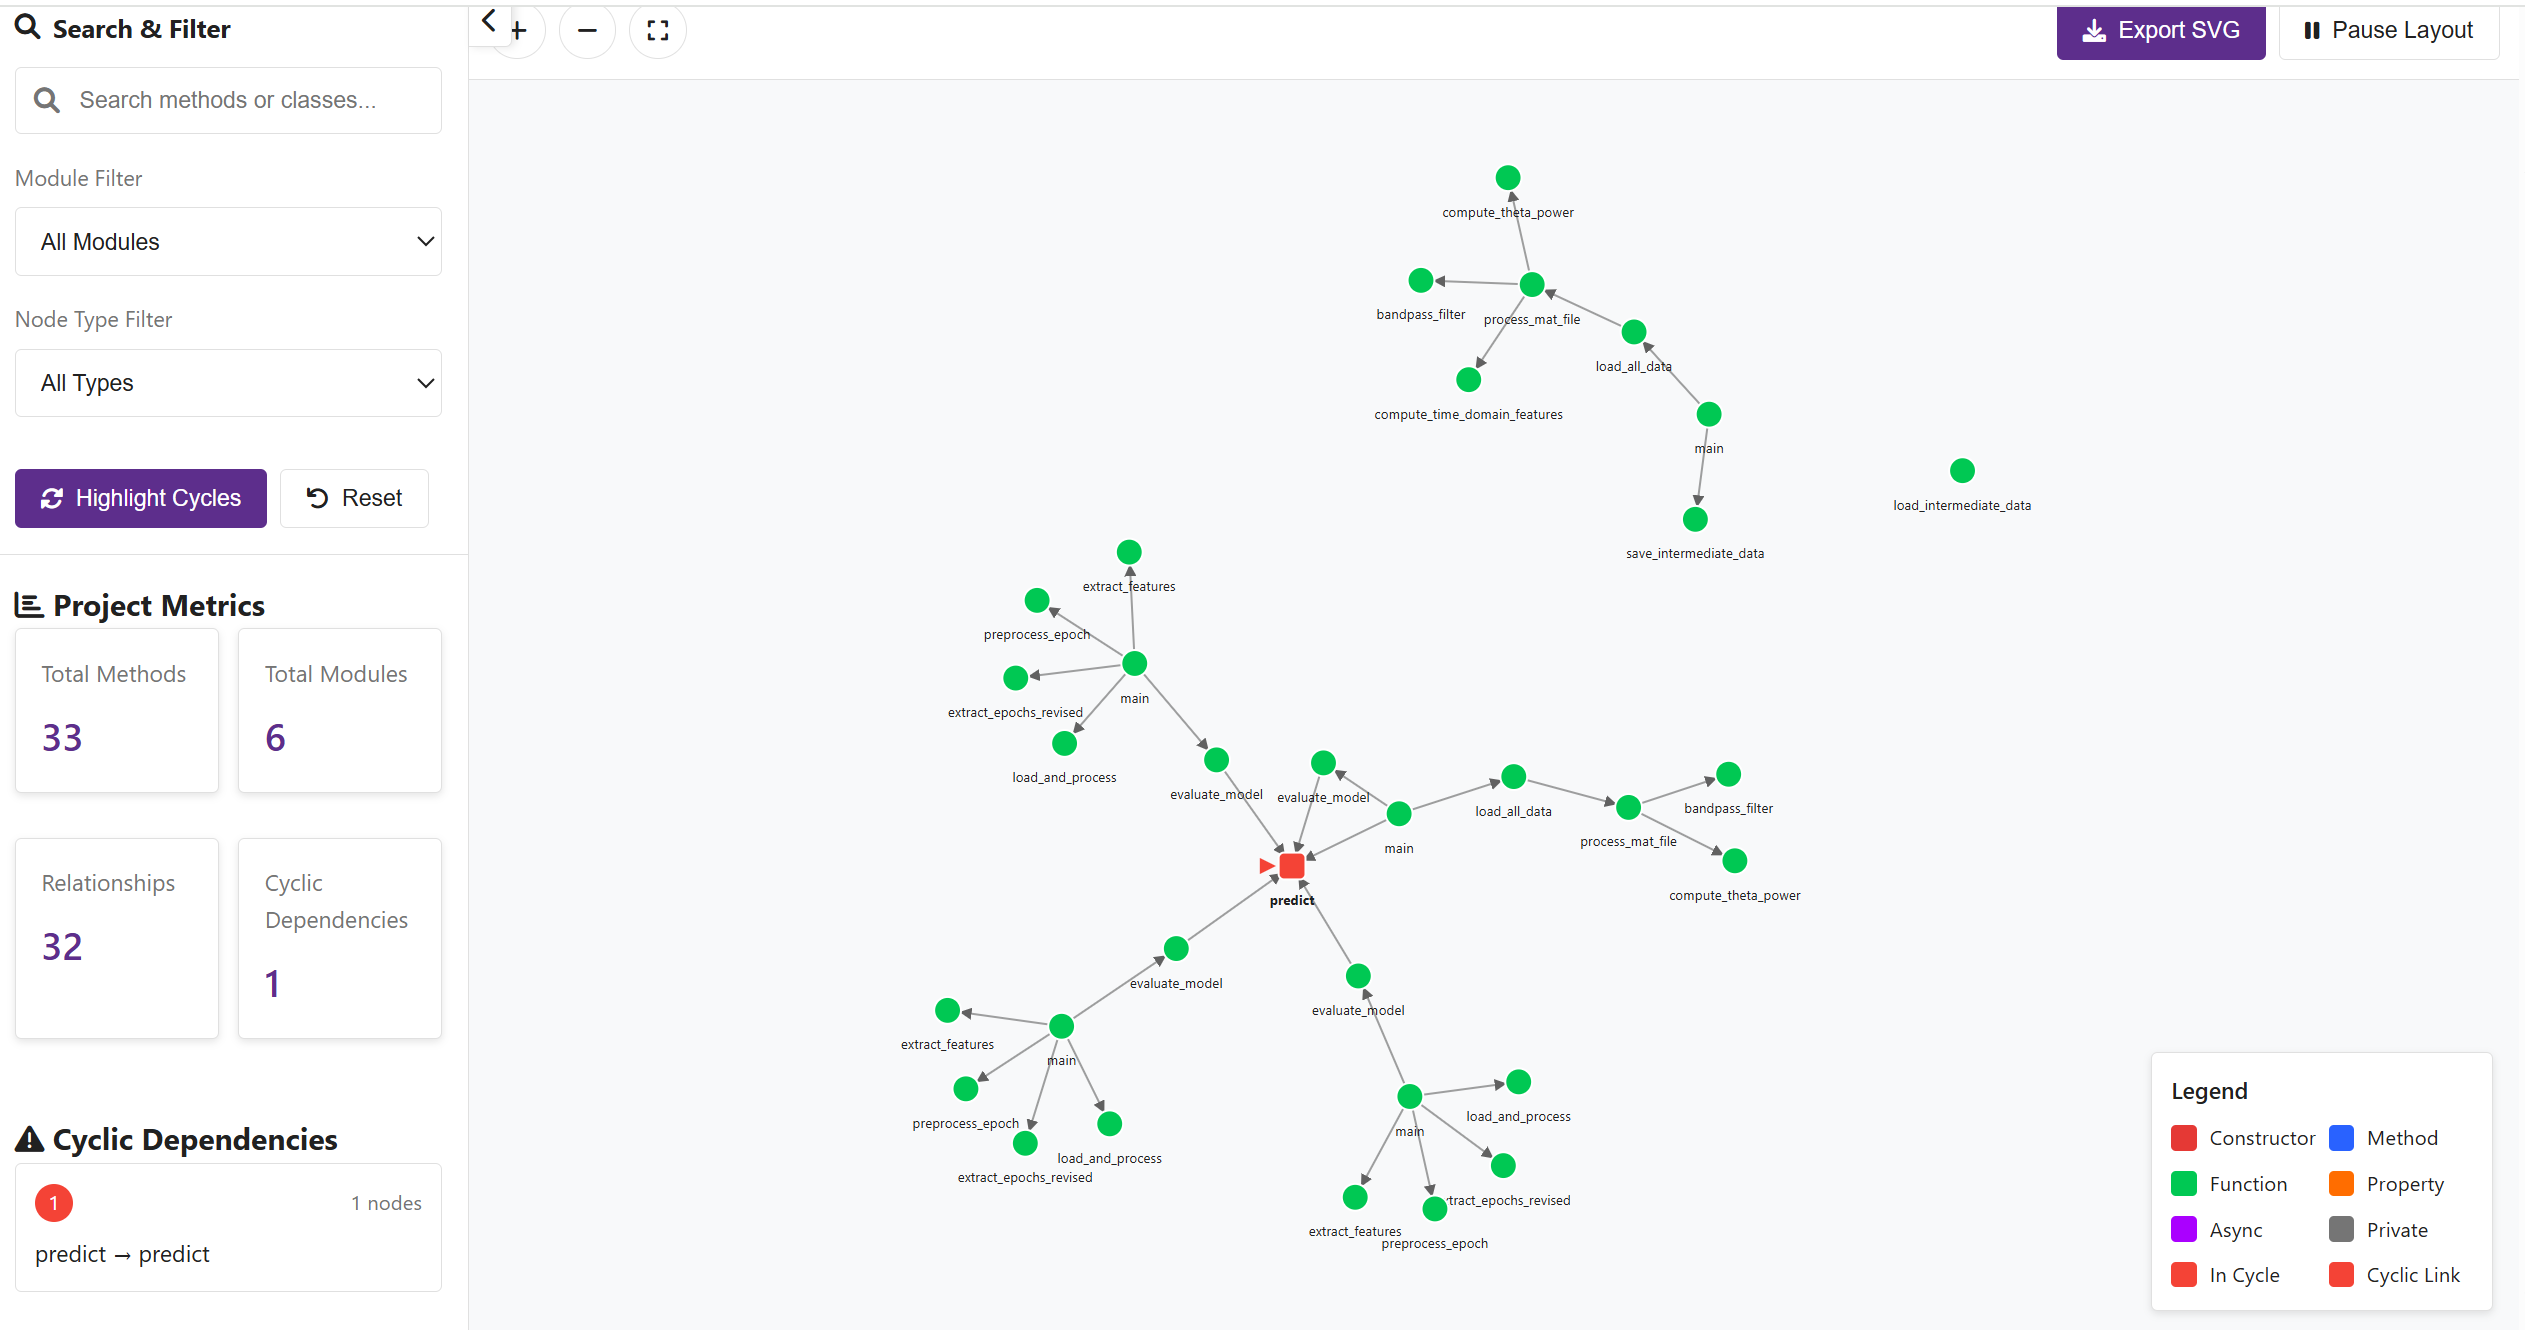 Search & Filter
Search methods or classes...
Module Filter
All Modules
Node Type Filter
All Types
Highlight Cycles
Reset
Project Metrics
Total Methods
33
Total Modules
6
Relationships
32
Cyclic
Dependencies
1
Cyclic Dependencies
1
1 nodes
predict → predict
Export SVG
Pause Layout
compute_theta_power
bandpass_filter
process_mat_file
load_all_data
compute_time_domain_features
main
load_intermediate_data
save_intermediate_data
extract_features
preprocess_epoch
main
extract_epochs_revised
load_and_process
evaluate_model
evaluate_model
main
load_all_data
process_mat_file
bandpass_filter
compute_theta_power
predict
evaluate_model
extract_features
main
preprocess_epoch
load_and_process
extract_epochs_revised
evaluate_model
main
load_and_process
tract_epochs_revised
extract_features
preprocess_epoch
Legend
Constructor
Method
Function
Property
Async
Private
In Cycle
Cyclic Link